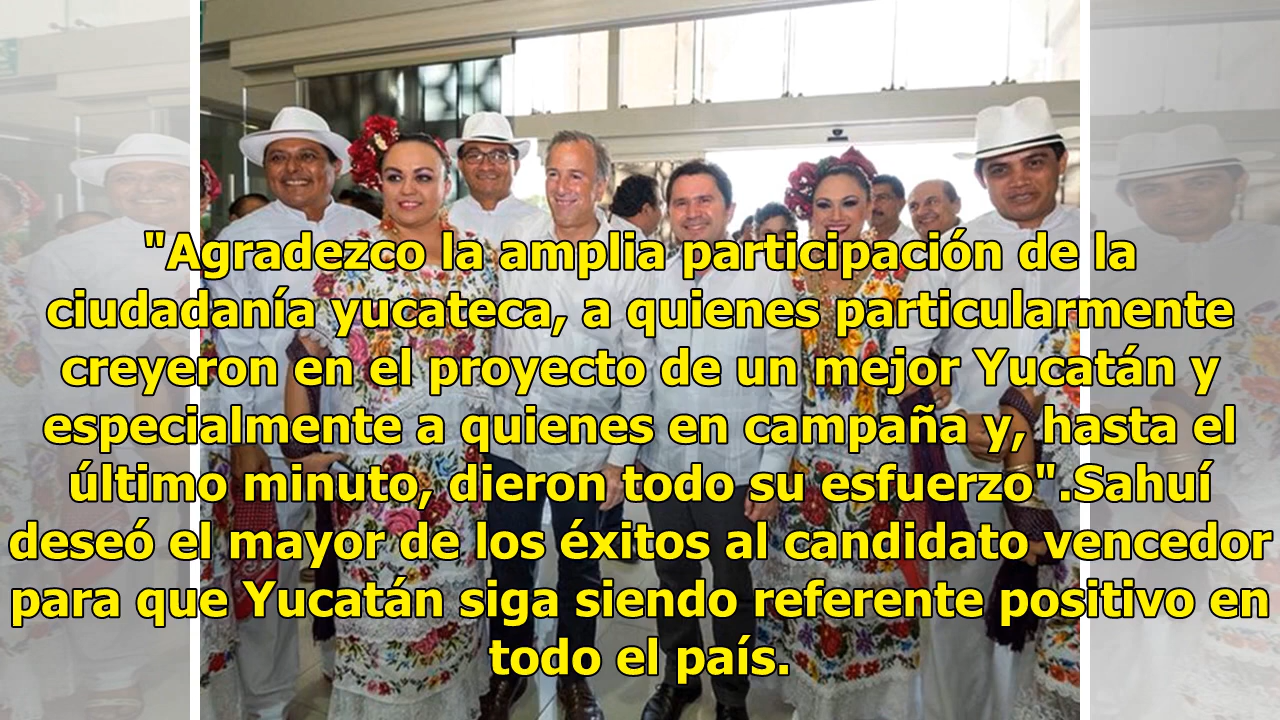 "Agradezco la amplia participación de la
ciudadanía yucateca, a quienes particularmente
creyeron en el proyecto de un mejor Yucatán y
especialmente a quienes en campaña y, hasta el
último minuto, dieron todo su esfuerzo".Sahuí
deseó el mayor de los éxitos al candidato vencedor
para que Yucatán siga siendo referente positivo en
todo el país.